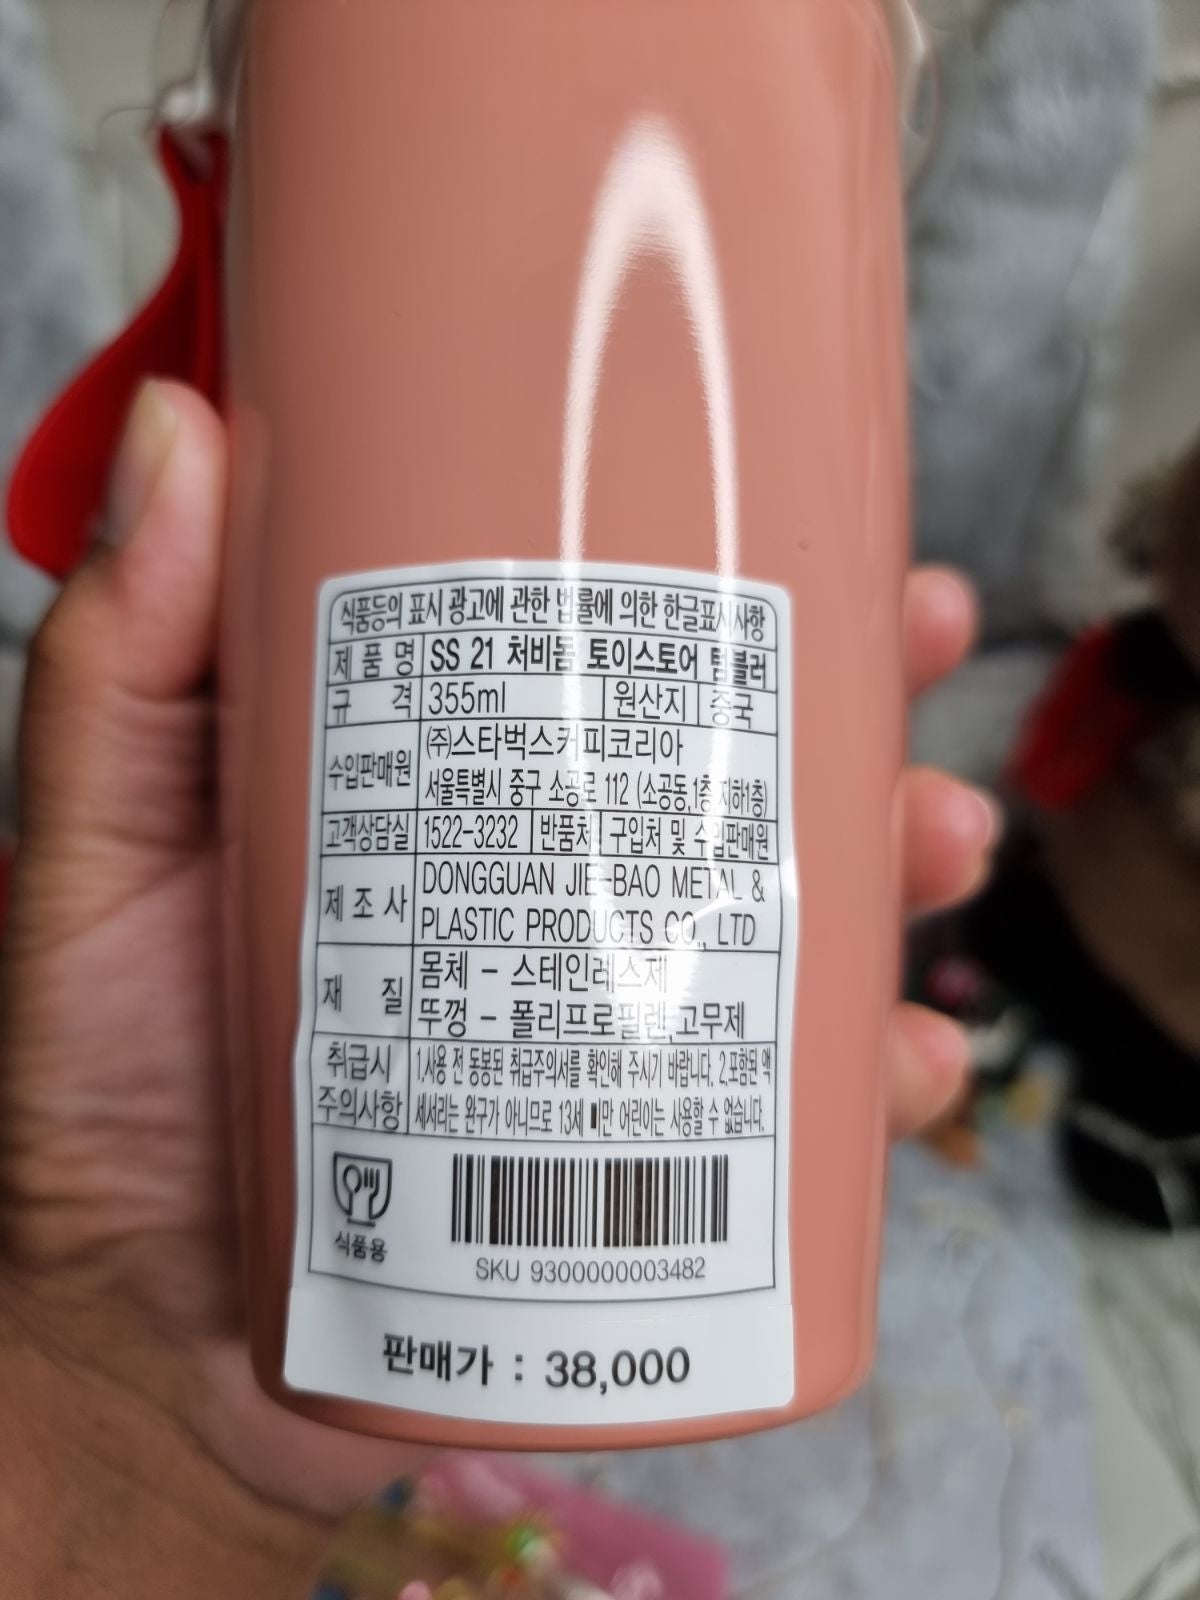 식품등의 표시 광고에 관한 법률에 의한 한글표시사항
제품명 SS 21 처비돔 토이스토어 텀블러
규격 355ml 원산지 중국
수입판매원 (주)스타벅스커피코리아
서울특별시 중구 소공로 112 (소공동,1층,지하1층)
고객상담실 1522-3232 반품처 구입처 및 수입판매원
제조사 DONGGUAN JIE-BAO METAL &
PLASTIC PRODUCTS CO., LTD
재질 몸체 - 스테인레스제
뚜껑 - 폴리프로필렌,고무제
취급시 1.사용 전 동봉된 취급주의서를 확인해 주시기 바랍니다. 2.포함된 액
주의사항 세서리는 완구가 아니므로 13세 미만 어린이는 사용할 수 없습니다.
식품용
SKU 9300000003482
판매가 : 38,000